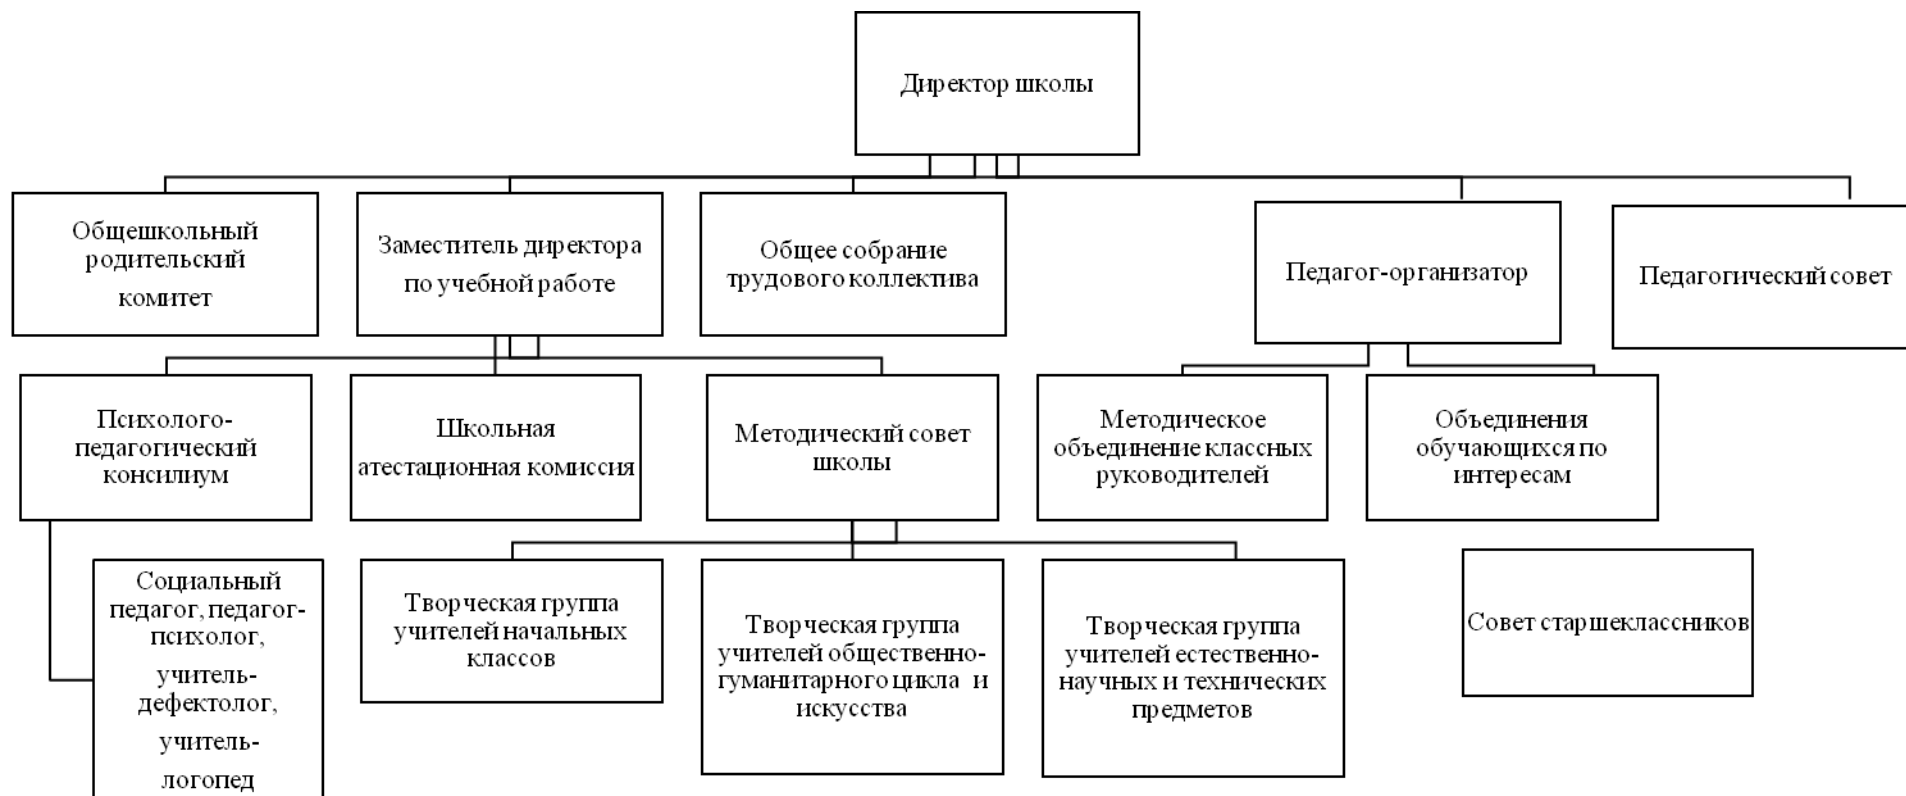 Директор школы
Общешкольный
родительский
комитет
Заместитель директора
по учебной работе
Общее собрание
трудового коллектива
Педагог-организатор
Педагогический совет
Психолого-
педагогический
консилиум
Школьная
атестационная комиссия
Методический совет
школы
Методическое
объединение классных
руководителей
Объединения
обучающихся по
интересам
Социальный
педагог, педагог-
психолог,
учитель-
дефектолог,
учитель-
логопед
Творческая группа
учителей начальных
классов
Творческая группа
учителей общественно-
гуманитарного цикла и
искусства
Творческая группа
учителей естественно-
научных и технических
предметов
Совет старшеклассников